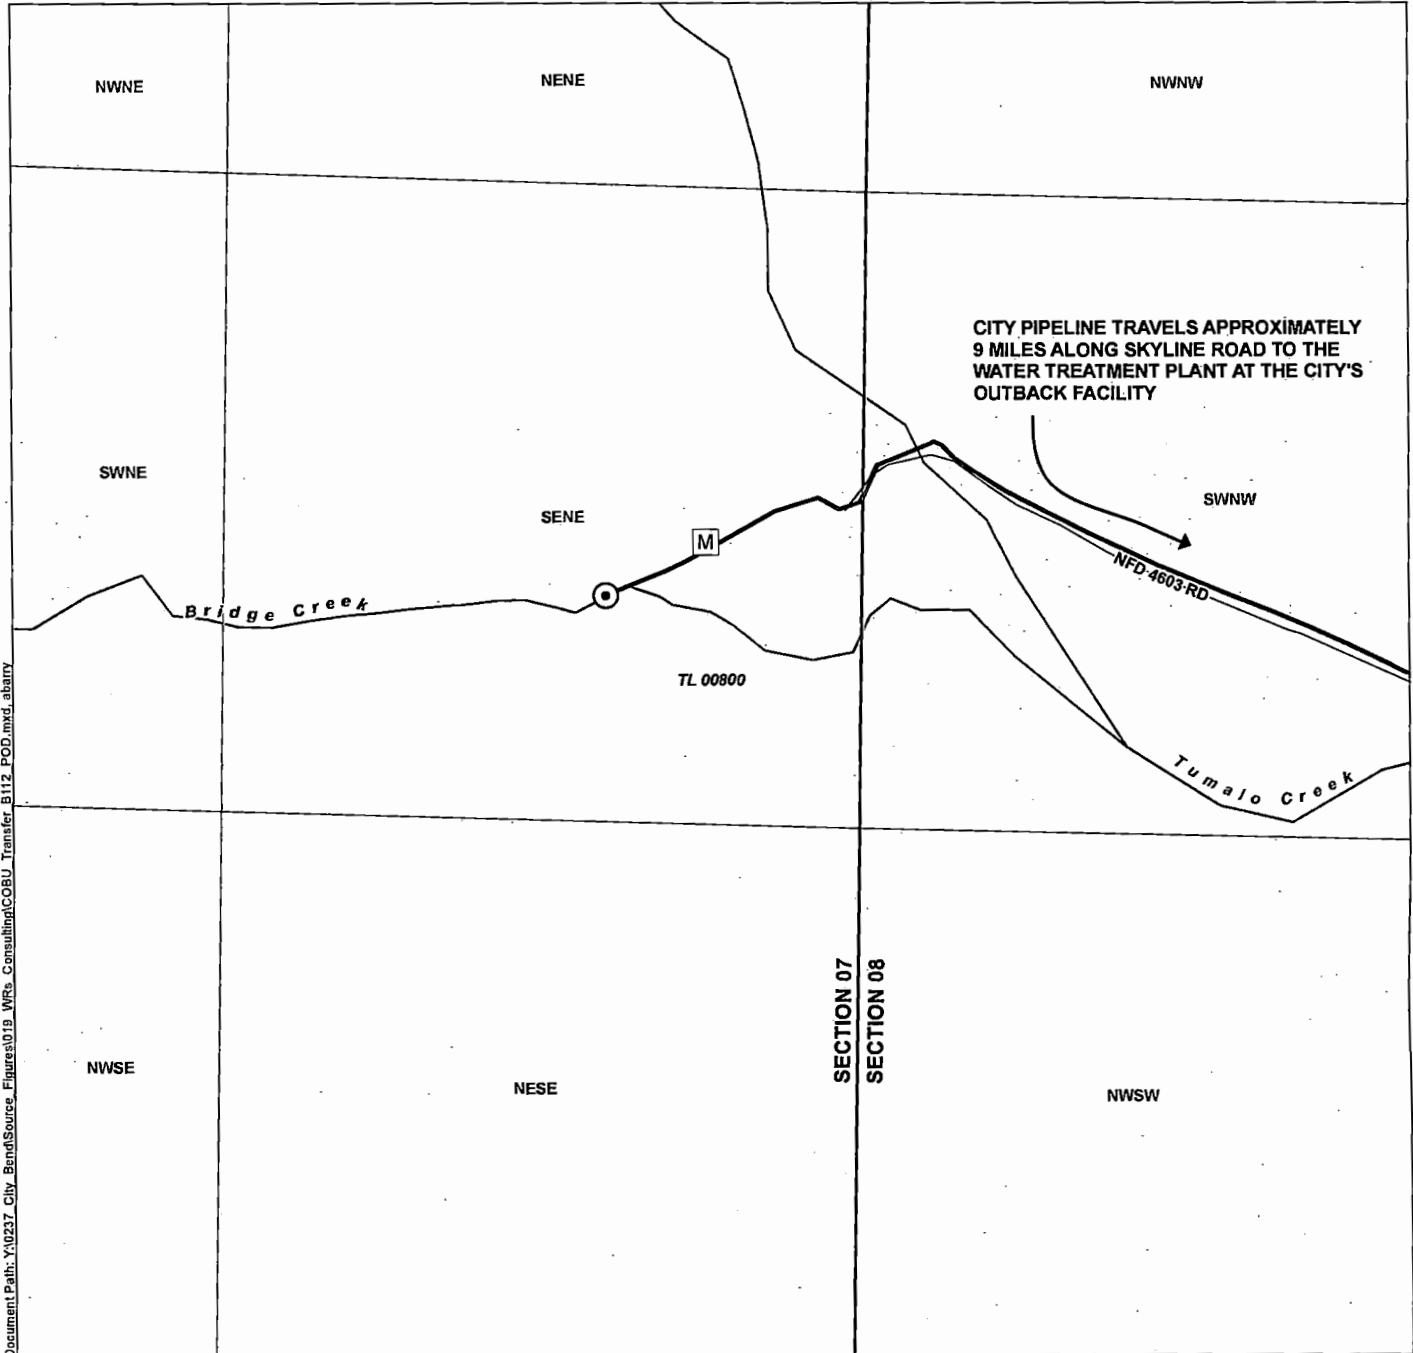 NWNE
NENE
NWNW
CITY PIPELINE TRAVELS APPROXIMATELY
9 MILES ALONG SKYLINE ROAD TO THE
WATER TREATMENT PLANT AT THE CITY'S
OUTBACK FACILITY
SWNE
SENE
SWNW
M
NFD 4603 RD
Bridge Creek
TL 00800
Tumalo Creek
SECTION 07
SECTION 08
NWSE
NESE
NWSW
Document Path: Y:\0237_City_Bend\Source_Figures\019_WRs_Consulting\COBU_Transfer_B112_POD.mxd, abarry